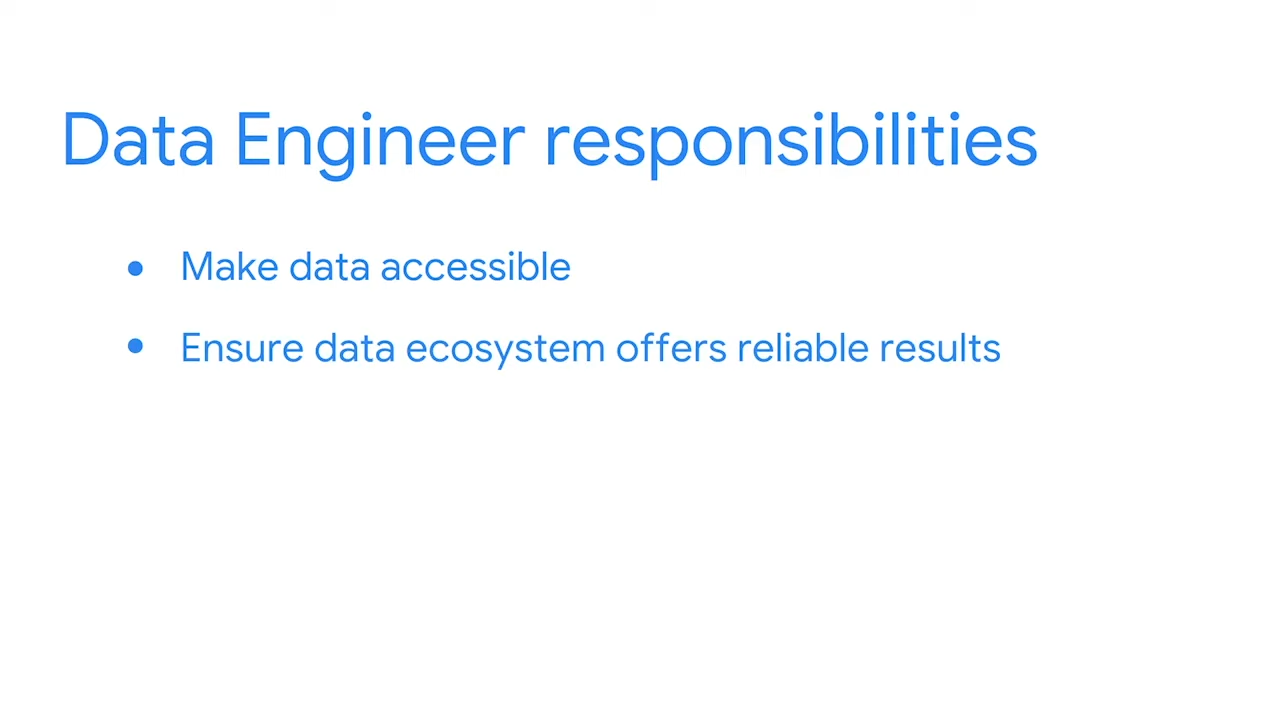 Data Engineer responsibilities
• Make data accessible
• Ensure data ecosystem offers reliable results